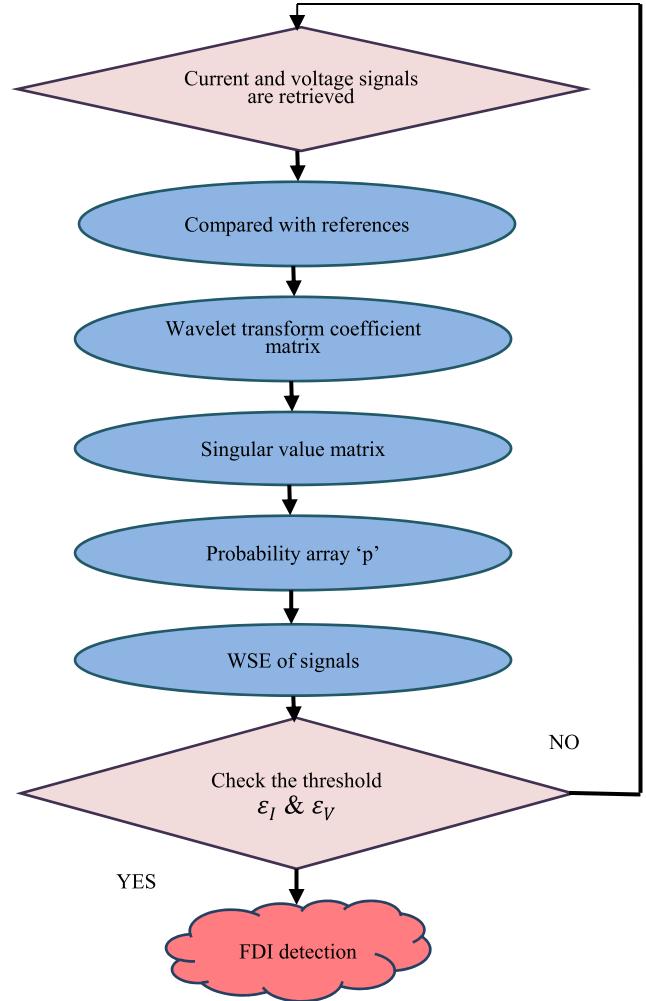 Current and voltage signals
are retrieved
Compared with references
Wavelet transform coefficient
matrix
Singular value matrix
Probability array ‘p’
WSE of signals
NO
Check the threshold
ε_I & ε_V
YES
FDI detection